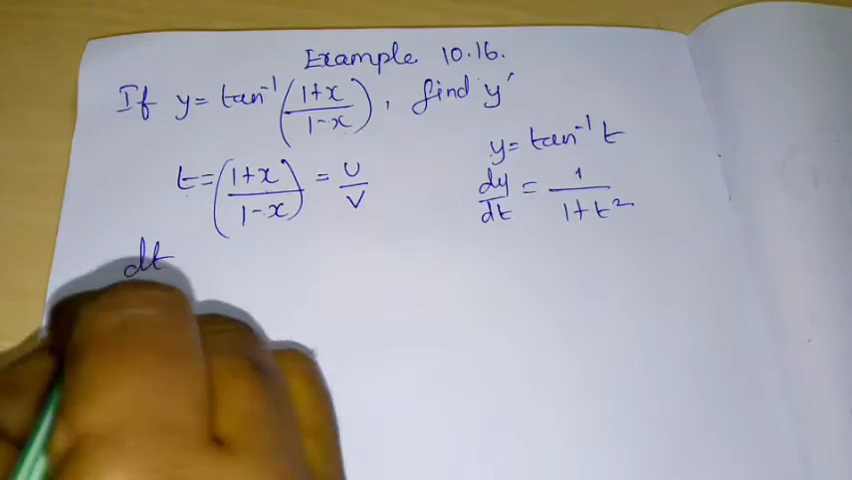 Example 10.16.
If y = tan⁻¹ (1+x / 1-x), find y'
t = (1+x / 1-x) = U / V
dt
y = tan⁻¹ t
dy / dt = 1 / 1+t²